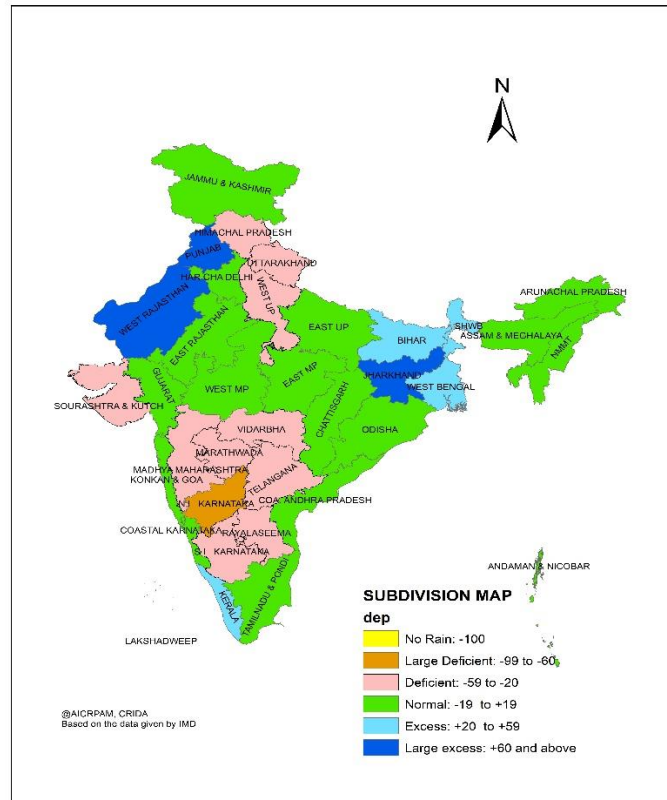 N
JAMMU & KASHMIR
HIMACHAL PRADESH
PUNJAB
UTTARAKHAND
HAR CHA DELHI
WEST UP
WEST RAJASTHAN
EAST RAJASTHAN
EAST UP
BIHAR
SHWB
ARUNACHAL PRADESH
ASSAM & MECHALAYA
NMMT
GUJARAT
WEST MP
EAST MP
JHARKHAND
WEST BENGAL
SOURASHTRA & KUTCH
CHATTISGARH
ODISHA
VIDARBHA
MARATHWADA
MADHYA MAHARASHTRA
KONKAN & GOA
TELANGANA
N I KARNATAKA
COA. ANDHRA PRADESH
COASTAL KARNATAKA
RAYALASEEMA
S I KARNATAKA
KERALA
TAMILNADU & PONDI
ANDAMAN & NICOBAR
LAKSHADWEEP
SUBDIVISION MAP
dep
No Rain: -100
Large Deficient: -99 to -60
Deficient: -59 to -20
Normal: -19 to +19
Excess: +20 to +59
Large excess: +60 and above
@AICRPAM, CRIDA
Based on the data given by IMD